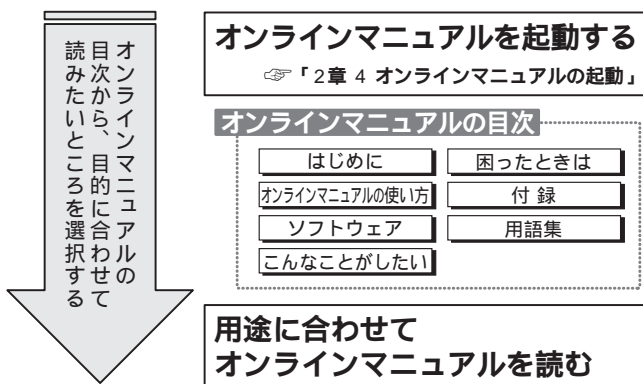 オンラインマニュアルの
目次から、目的に合わせて
読みたいところを選択する
オンラインマニュアルを起動する
☞「2章 4 オンラインマニュアルの起動」
オンラインマニュアルの目次
はじめに
困ったときは
オンラインマニュアルの使い方
付 録
ソフトウェア
用語集
こんなことがしたい
用途に合わせて
オンラインマニュアルを読む